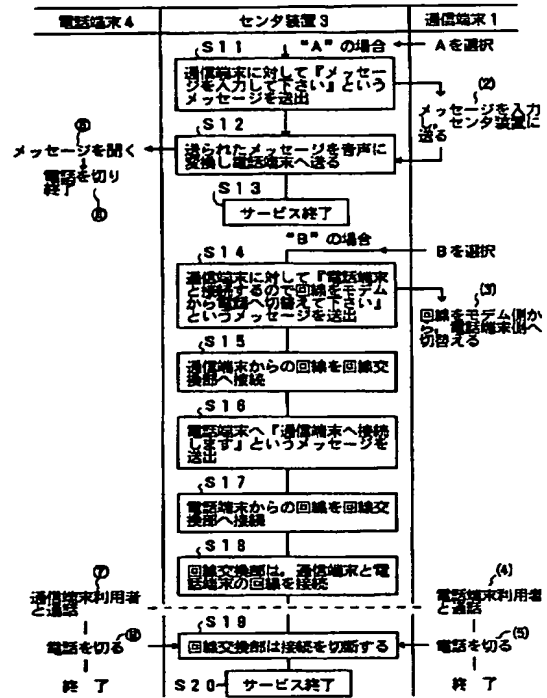 電話端末4
センタ装置3
通信端末1
S11
"A"の場合
Aを選択
通信端末に対して『メッセー
ジを入力して下さい』という
メッセージを送出
(2)
メッセージを入力
し,センタ装置に
送る
S12
メッセージを聞く
送られたメッセージを音声に
変換し電話端末へ送る
電話を切り
終了
⑧
S13
サービス終了
"B"の場合
Bを選択
S14
通信端末に対して『電話端末
と接続するので回線をモデム
から電話へ切替えて下さい』
というメッセージを送出
(3)
回線をモデム側か
ら,電話端末側へ
切替える
S15
通信端末からの回線を回線交
換部へ接続
S16
電話端末へ『通信端末へ接続
します』というメッセージを
送出
S17
電話端末からの回線を回線交
換部へ接続
S18
回線交換部は,通信端末と電
話端末の回線を接続
⑦
通信端末利用者
と通話
(4)
電話端末利用者
と通話
S19
電話を切る
回線交換部は接続を切断する
電話を切る
(5)
終了
S20
サービス終了
終了